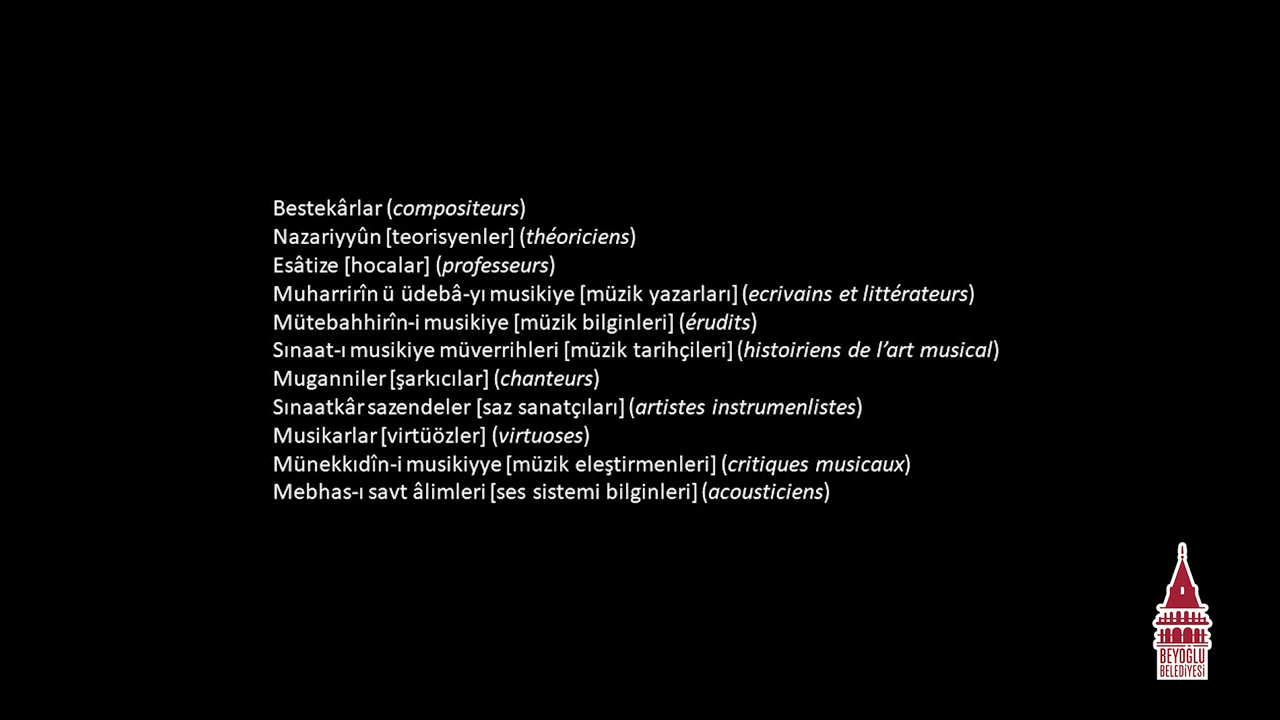 Bestekârlar (compositeurs)
Nazariyyûn [teorisyenler] (théoriciens)
Esâtize [hocalar] (professeurs)
Muharrirîn ü üdebâ-yı musikiye [müzik yazarları] (ecrivains et littérateurs)
Mütebahhirîn-i musikiye [müzik bilginleri] (érudits)
Sınaat-ı musikiye müverrihleri [müzik tarihçileri] (histoiriens de l’art musical)
Muganniler [şarkıcılar] (chanteurs)
Sınaatkâr sazendeler [saz sanatçıları] (artistes instrumenlistes)
Musikarlar [virtüözler] (virtuoses)
Münekkıdîn-i musikiyye [müzik eleştirmenleri] (critiques musicaux)
Mebhas-ı savt âlimleri [ses sistemi bilginleri] (acousticiens)
BEYOĞLU
BELEDİYESİ